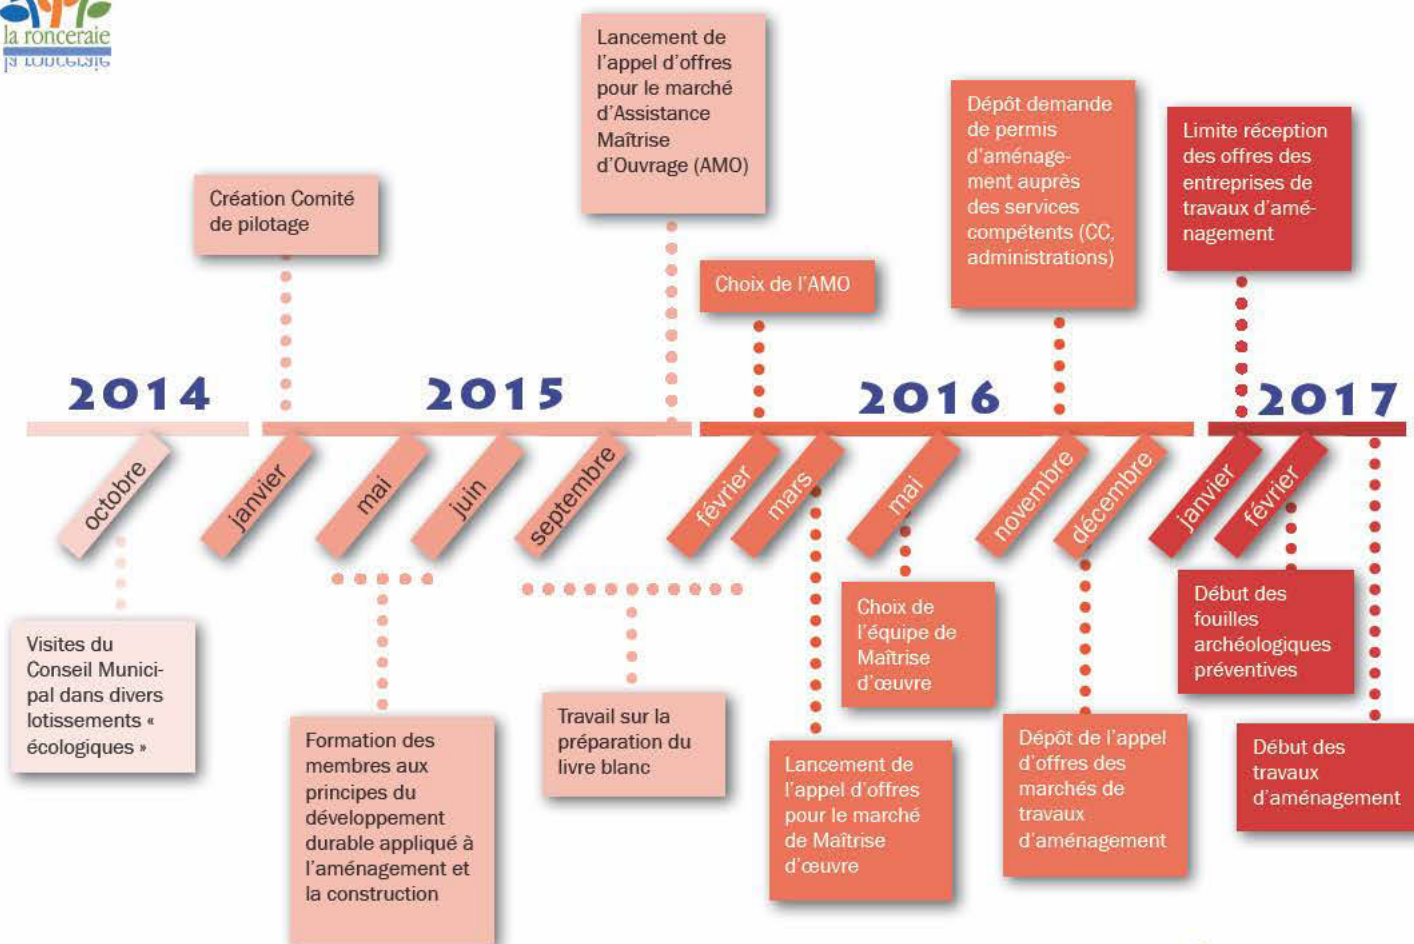 la ronceraie
Lancement de
l'appel d'offres
pour le marché
d'Assistance
Maîtrise
d'Ouvrage (AMO)
Dépôt demande
de permis
d'aménage-
ment auprès
des services
compétents (CC,
administrations)
Limite réception
des offres des
entreprises de
travaux d'amé-
nagement
Création Comité
de pilotage
Choix de l'AMO
2014
2015
2016
2017
octobre
janvier
mai
juin
septembre
février
mars
mai
novembre
décembre
janvier
février
Visites du
Conseil Munici-
pal dans divers
lotissements «
écologiques »
Formation des
membres aux
principes du
développement
durable appliqué à
l'aménagement et
la construction
Travail sur la
préparation du
livre blanc
Lancement de
l'appel d'offres
pour le marché
de Maîtrise
d'œuvre
Choix de
l'équipe de
Maîtrise
d'œuvre
Dépôt de l'appel
d'offres des
marchés de
travaux
d'aménagement
Début des
fouilles
archéologiques
préventives
Début des
travaux
d'aménagement